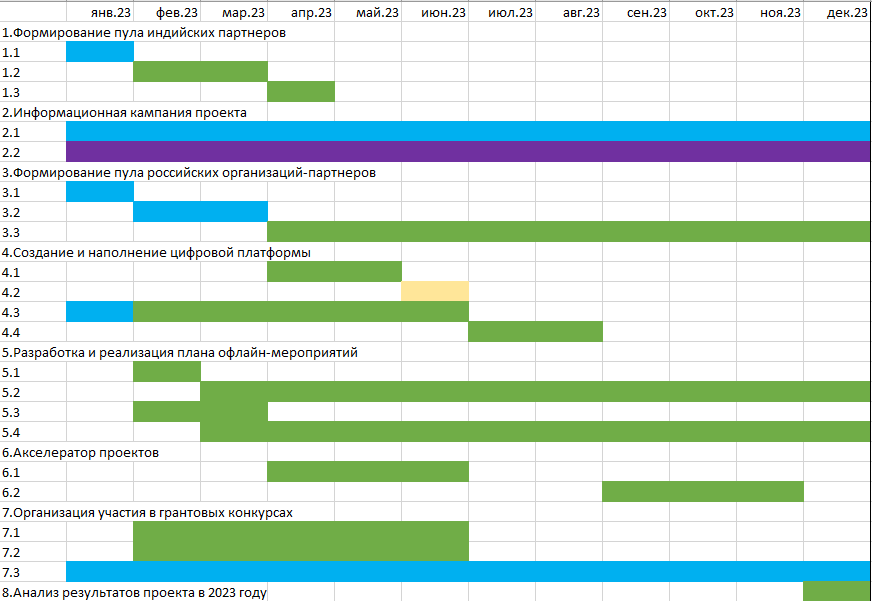 янв.23 фев.23 мар.23 апр.23 май.23 июн.23 июл.23 авг.23 сен.23 окт.23 ноя.23 дек.23
1.Формирование пула индийских партнеров
1.1
1.2
1.3
2.Информационная кампания проекта
2.1
2.2
3.Формирование пула российских организаций-партнеров
3.1
3.2
3.3
4.Создание и наполнение цифровой платформы
4.1
4.2
4.3
4.4
5.Разработка и реализация плана офлайн-мероприятий
5.1
5.2
5.3
5.4
6.Акселератор проектов
6.1
6.2
7.Организация участия в грантовых конкурсах
7.1
7.2
7.3
8.Анализ результатов проекта в 2023 году